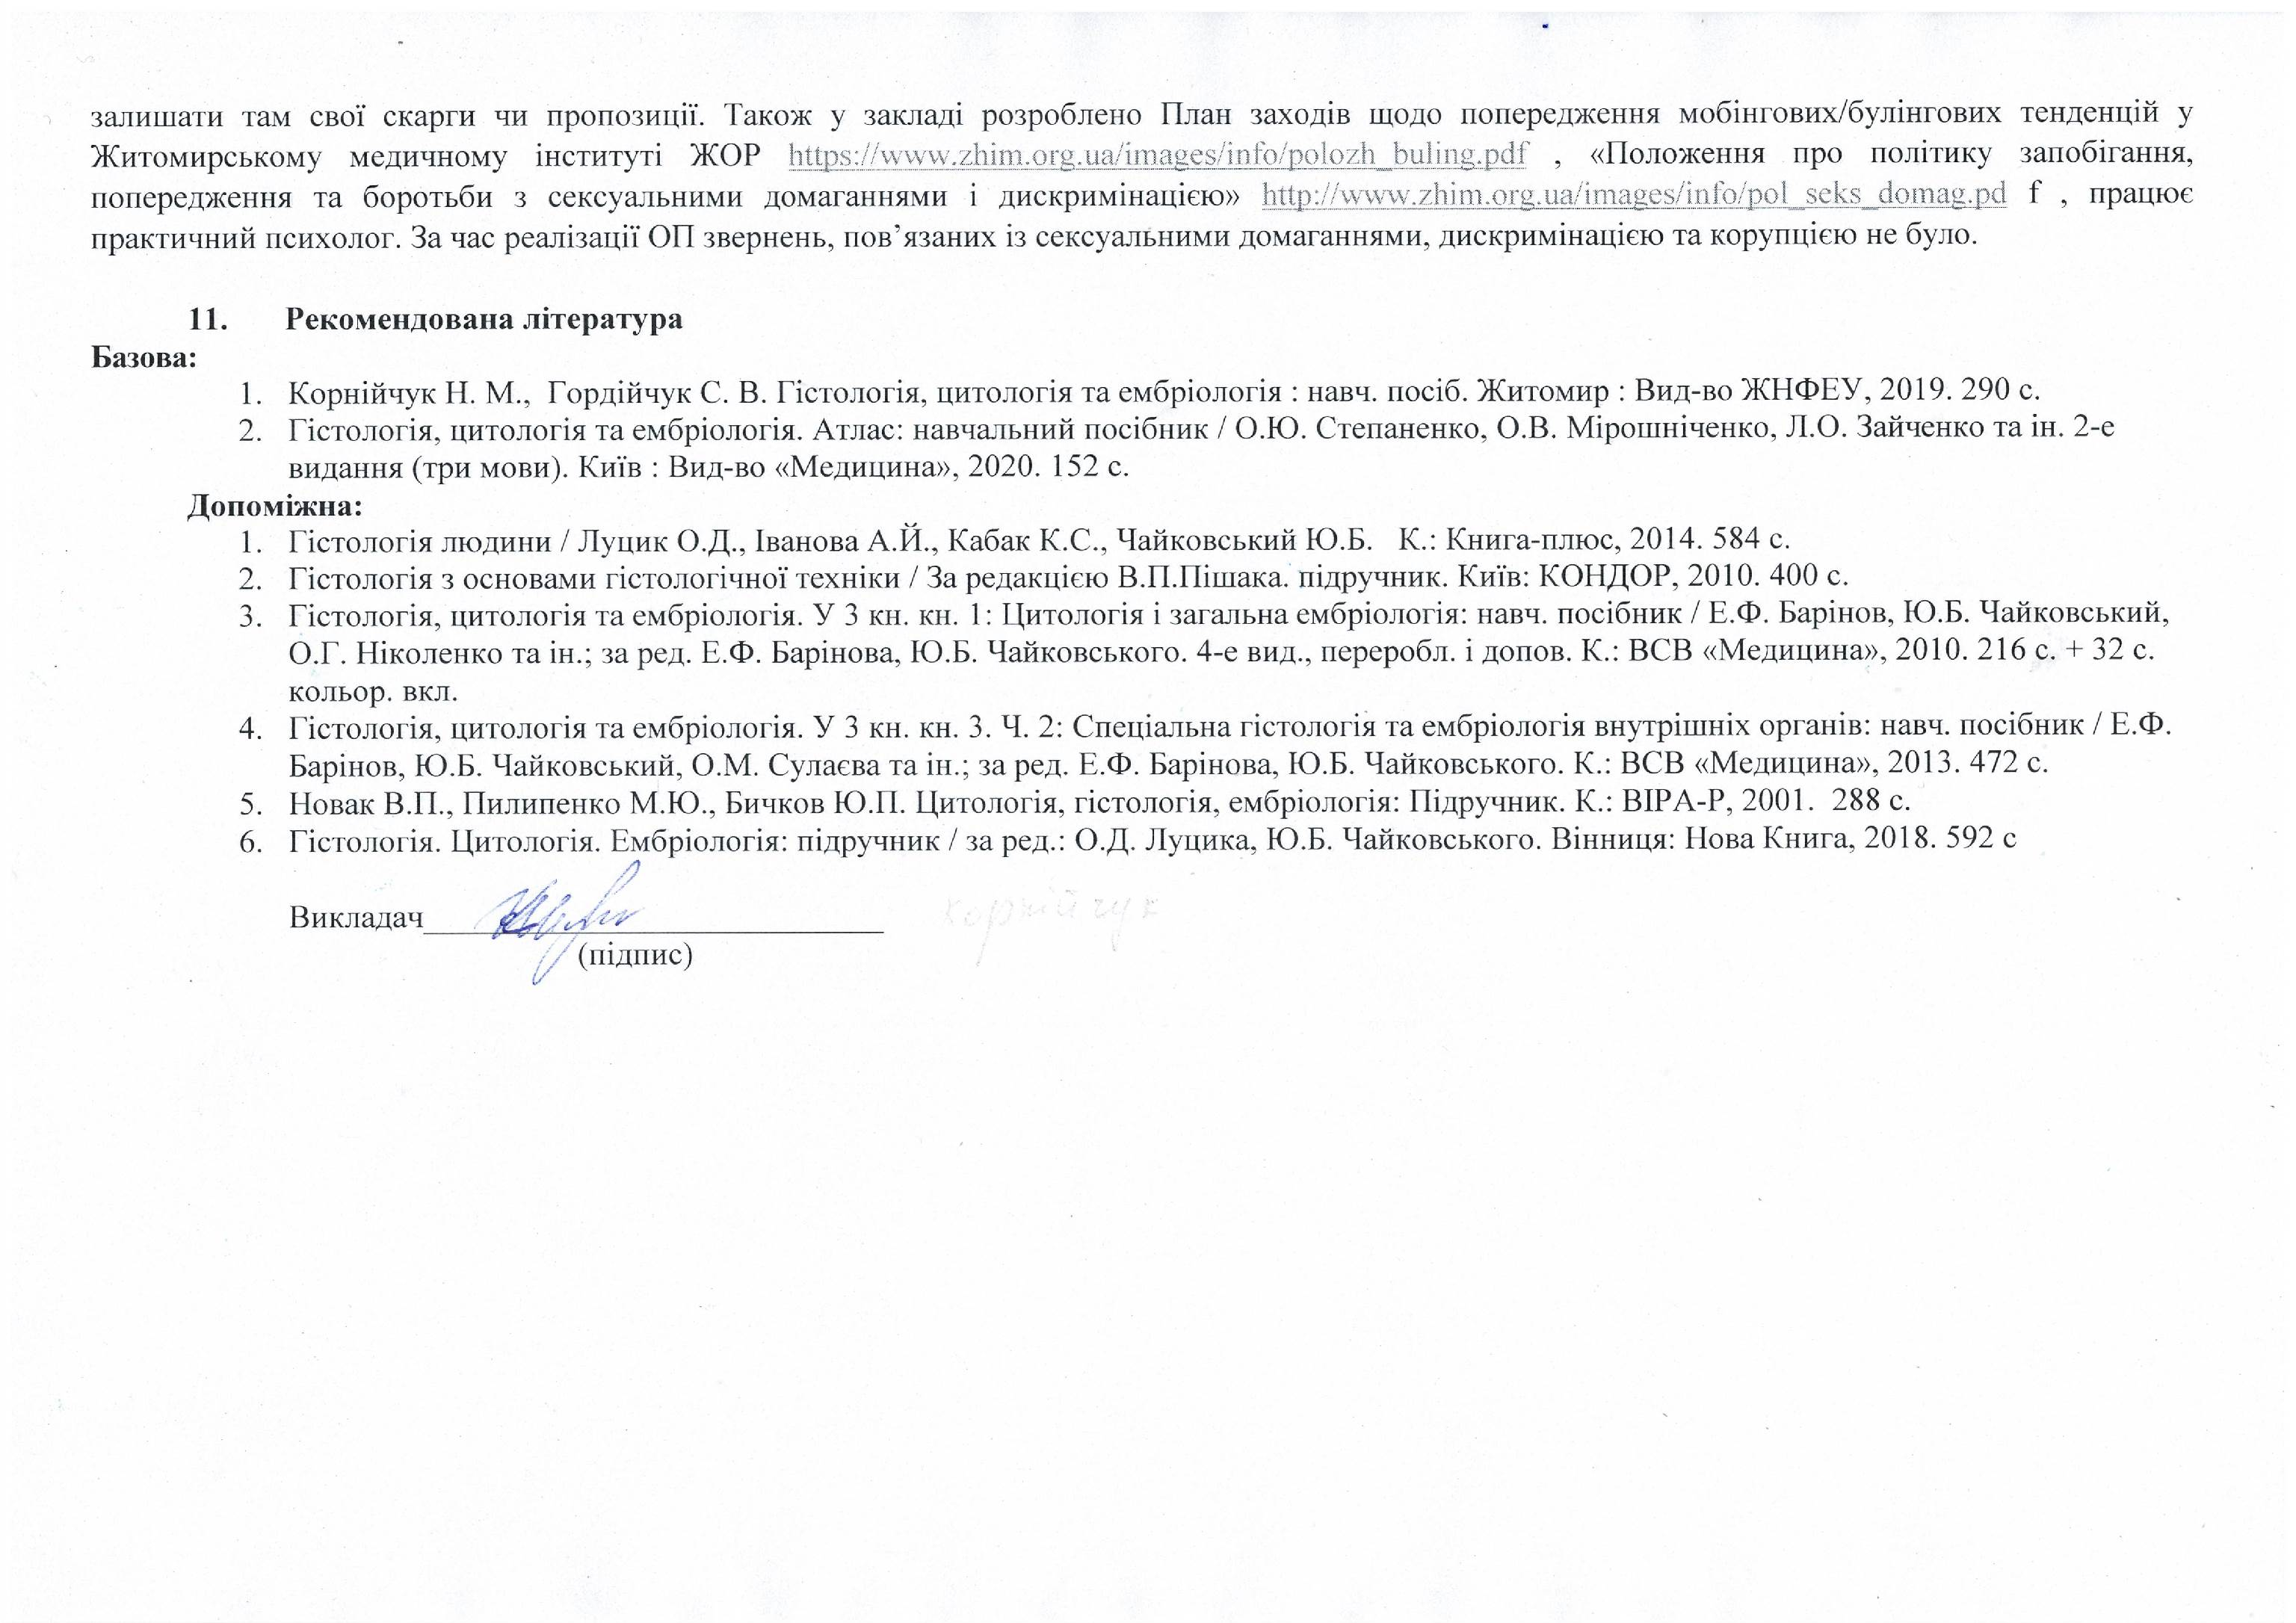 залишати там свої скарги чи пропозиції. Також у закладі розроблено План заходів щодо попередження мобінгових/булінгових тенденцій у
Житомирському медичному інституті ЖОР https://www.zhim.org.ua/images/info/polozh_buling.pdf , «Положення про політику запобігання,
попередження та боротьби з сексуальними домаганнями і дискримінацією» http://www.zhim.org.ua/images/info/pol_seks_domag.pd f , працює
практичний психолог. За час реалізації ОП звернень, пов’язаних із сексуальними домаганнями, дискримінацією та корупцією не було.
11. Рекомендована література
Базова:
1. Корнійчук Н. М., Гордійчук С. В. Гістологія, цитологія та ембріологія : навч. посіб. Житомир : Вид-во ЖНФЕУ, 2019. 290 с.
2. Гістологія, цитологія та ембріологія. Атлас: навчальний посібник / О.Ю. Степаненко, О.В. Мірошніченко, Л.О. Зайченко та ін. 2-е
видання (три мови). Київ : Вид-во «Медицина», 2020. 152 с.
Допоміжна:
1. Гістологія людини / Луцик О.Д., Іванова А.Й., Кабак К.С., Чайковський Ю.Б. К.: Книга-плюс, 2014. 584 с.
2. Гістологія з основами гістологічної техніки / За редакцією В.П.Пішака. підручник. Київ: КОНДОР, 2010. 400 с.
3. Гістологія, цитологія та ембріологія. У 3 кн. кн. 1: Цитологія і загальна ембріологія: навч. посібник / Е.Ф. Барінов, Ю.Б. Чайковський,
О.Г. Ніколенко та ін.; за ред. Е.Ф. Барінова, Ю.Б. Чайковського. 4-е вид., переробл. і допов. К.: ВСВ «Медицина», 2010. 216 с. + 32 с.
кольор. вкл.
4. Гістологія, цитологія та ембріологія. У 3 кн. кн. 3. Ч. 2: Спеціальна гістологія та ембріологія внутрішніх органів: навч. посібник / Е.Ф.
Барінов, Ю.Б. Чайковський, О.М. Сулаєва та ін.; за ред. Е.Ф. Барінова, Ю.Б. Чайковського. К.: ВСВ «Медицина», 2013. 472 с.
5. Новак В.П., Пилипенко М.Ю., Бичков Ю.П. Цитологія, гістологія, ембріологія: Підручник. К.: ВІРА-Р, 2001. 288 с.
6. Гістологія. Цитологія. Ембріологія: підручник / за ред.: О.Д. Луцика, Ю.Б. Чайковського. Вінниця: Нова Книга, 2018. 592 с
Викладач______________________________ Корнійчук
(підпис)